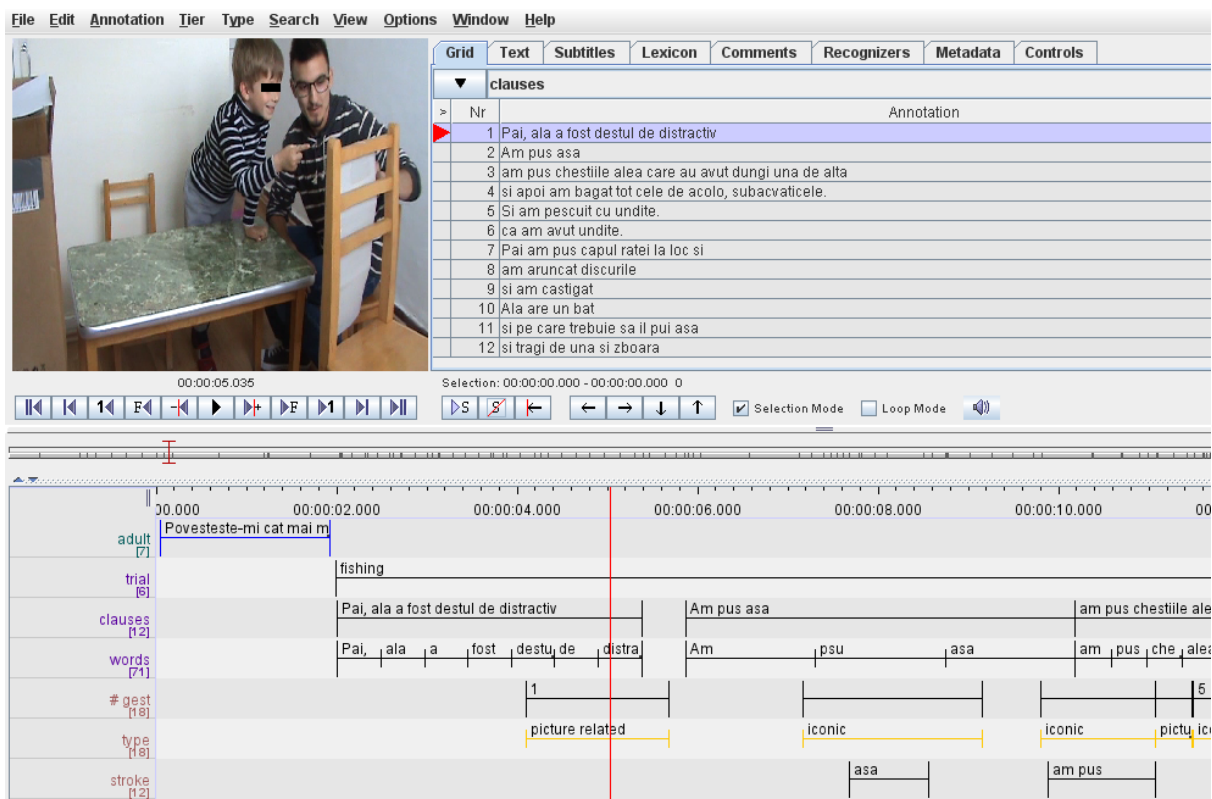 File Edit Annotation Tier Type Search View Options Window Help
Grid Text Subtitles Lexicon Comments Recognizers Metadata Controls
clauses
> Nr Annotation
1 Pai, ala a fost destul de distractiv
2 Am pus asa
3 am pus chestiile alea care au avut dungi una de alta
4 si apoi am bagat tot cele de acolo, subacvaticele.
5 Si am pescuit cu undite.
6 ca am avut undite.
7 Pai am pus capul ratei la loc si
8 am aruncat discurile
9 si am castigat
10 Ala are un bat
11 si pe care trebuie sa il pui asa
12 si tragi de una si zboara
00:00:05.035
Selection: 00:00:00.000 - 00:00:00.000 0
1 F + F 1 S S Selection Mode Loop Mode
00.000 00:00:02.000 00:00:04.000 00:00:06.000 00:00:08.000 00:00:10.000 00
adult [7] Povesteste-mi cat mai m
trial [6] fishing
clauses [12] Pai, ala a fost destul de distractiv Am pus asa am pus chestiile ale
words [71] Pai, ala a fost destu de distra Am psu asa am pus che alea
# gest [18] 1 5
type [18] picture related iconic iconic pictu ico
stroke [12] asa am pus